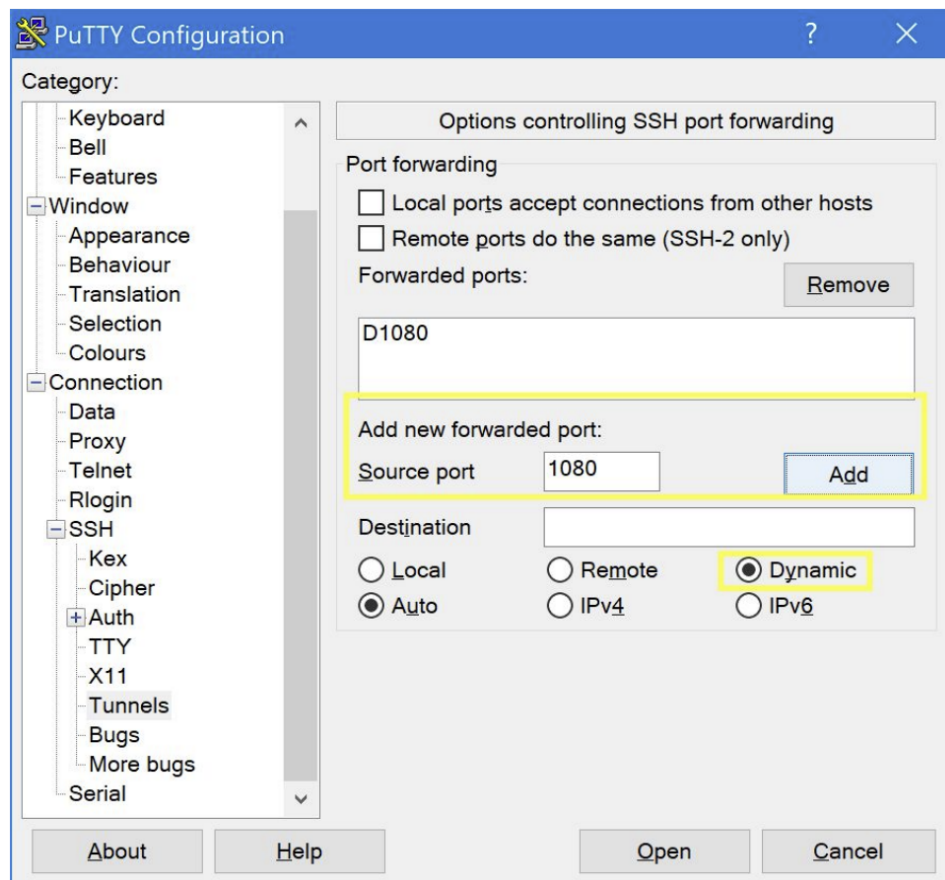 PuTTY Configuration
Category:
Keyboard
Bell
Features
Window
Appearance
Behaviour
Translation
Selection
Colours
Connection
Data
Proxy
Telnet
Rlogin
SSH
Kex
Cipher
Auth
TTY
X11
Tunnels
Bugs
More bugs
Serial
Options controlling SSH port forwarding
Port forwarding
Local ports accept connections from other hosts
Remote ports do the same (SSH-2 only)
Forwarded ports:
Remove
D1080
Add new forwarded port:
Source port 1080 Add
Destination
Local Remote Dynamic
Auto IPv4 IPv6
About Help Open Cancel